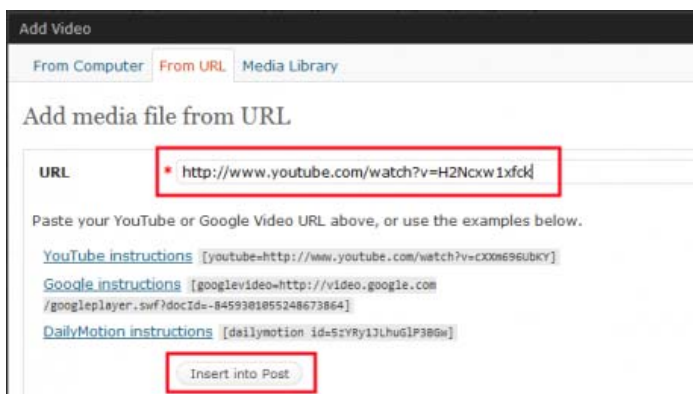 Add Video
From Computer From URL Media Library
Add media file from URL
URL * http://www.youtube.com/watch?v=H2Ncxw1xfck
Paste your YouTube or Google Video URL above, or use the examples below.
YouTube instructions [youtube=http://www.youtube.com/watch?v=cXXm696UbKY]
Google instructions [googlevideo=http://video.google.com
/googleplayer.swf?docId=-8459301055248673864]
DailyMotion instructions [dailymotion id=5zYRy1JLhuGlP3BGw]
Insert into Post